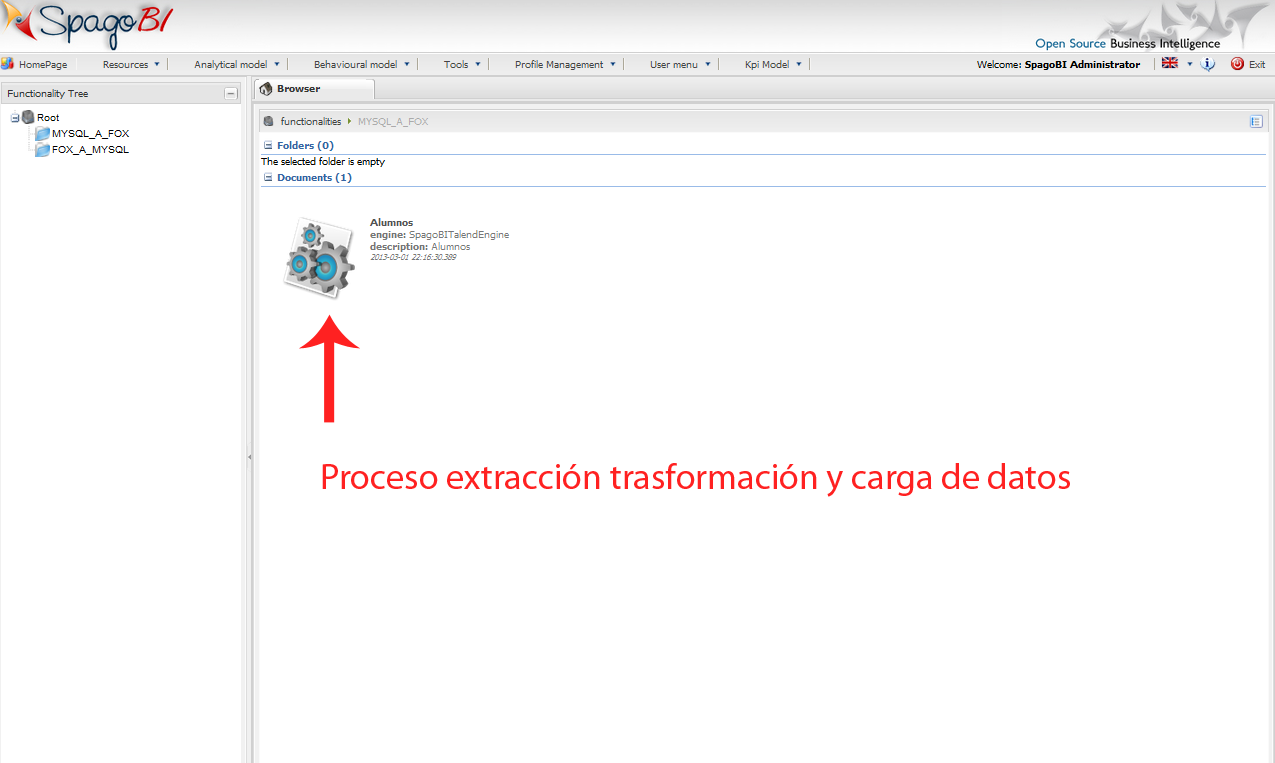 SpagoBI
Open Source Business Intelligence
HomePage Resources Analytical model Behavioural model Tools Profile Management User menu Kpi Model Welcome: SpagoBI Administrator Exit
Functionality Tree
Root
MYSQL_A_FOX
FOX_A_MYSQL
Browser
functionalities MYSQL_A_FOX
Folders (0)
The selected folder is empty
Documents (1)
Alumnos
engine: SpagoBITalendEngine
description: Alumnos
2013-03-01 22:16:30.389
Proceso extracción trasformación y carga de datos